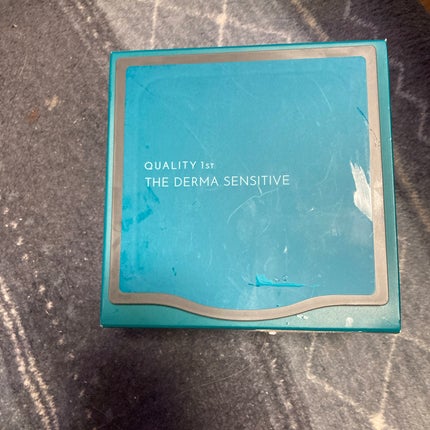 QUALITY 1ST
THE DERMA SENSITIVE